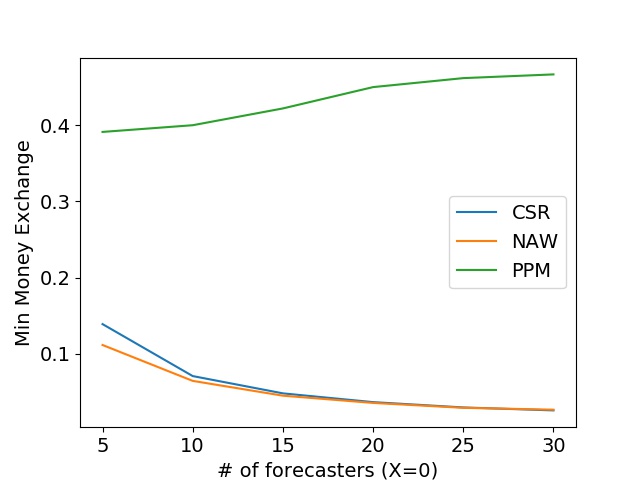 Min Money Exchange
0.4
0.3
0.2
0.1
CSR
NAW
PPM
5 10 15 20 25 30
# of forecasters (X=0)